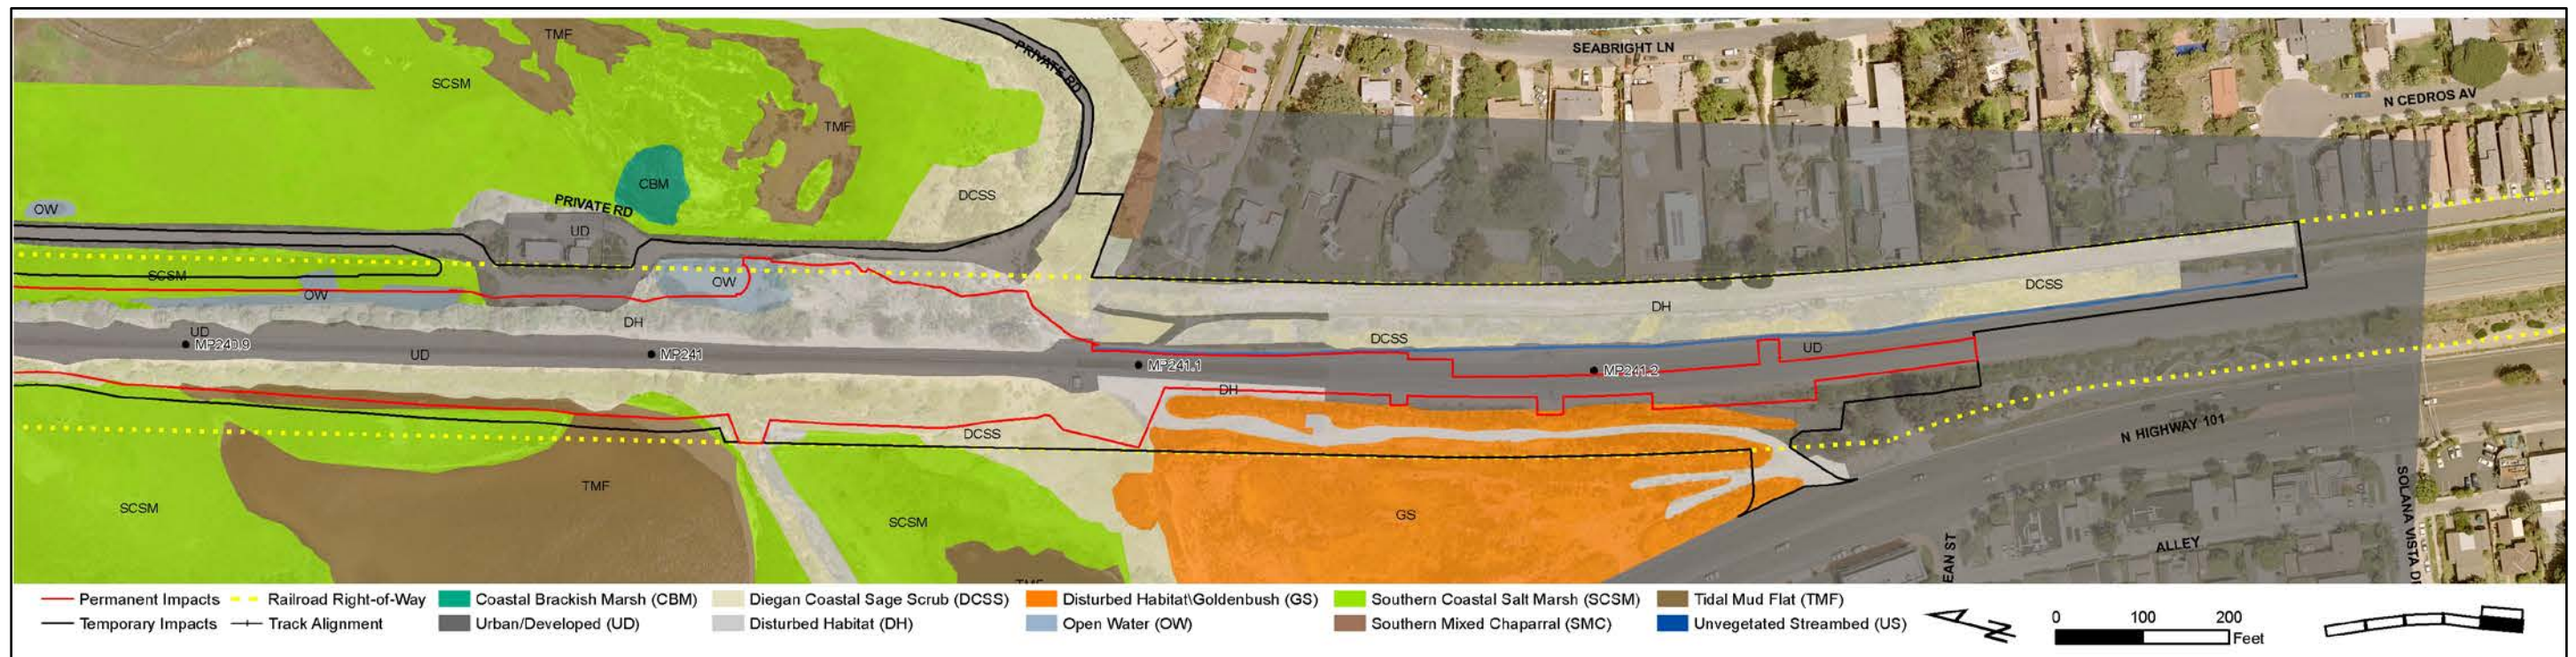 SEABRIGHT LN
TMF
PRIVATE RD
SCSM
N CEDROS AV
TMF
CBM
DCSS
OW
PRIVATE RD
UD
SCSM
OW
OW
DCSS
DH
DH
UD
MP240.9
UD
MP241
DCSS
UD
MP241.1
MP241.2
DH
DCSS
N HIGHWAY 101
TMF
SCSM
SCSM
GS
SOLANA VISTA DI
EAN ST
ALLEY
TMF
Permanent Impacts
Temporary Impacts
Railroad Right-of-Way
Track Alignment
Coastal Brackish Marsh (CBM)
Urban/Developed (UD)
Diegan Coastal Sage Scrub (DCSS)
Disturbed Habitat (DH)
Disturbed Habitat\Goldenbush (GS)
Open Water (OW)
Southern Coastal Salt Marsh (SCSM)
Southern Mixed Chaparral (SMC)
Tidal Mud Flat (TMF)
Unvegetated Streambed (US)
N
0 100 200
Feet